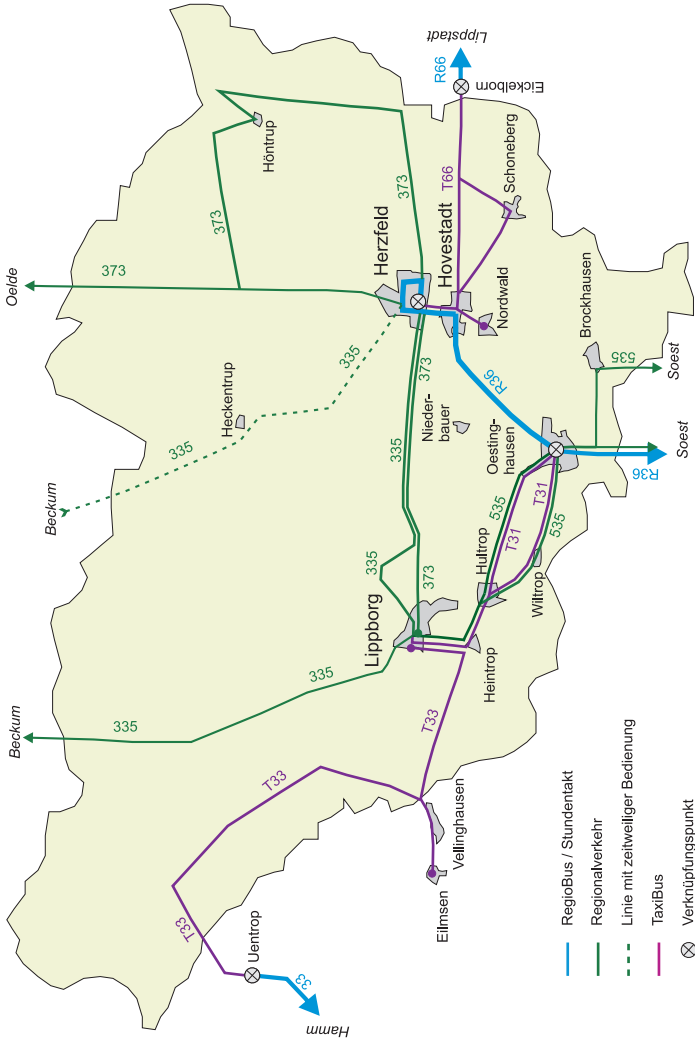 Hamm
33
Uentrop
T33
T33
Eilmsen
Vellinghausen
T33
Beckum
335
335
Beckum
335
Heckentrup
335
Oelde
373
373
Höntrup
373
Herzfeld
Hovestadt
Nordwald
T66
Schoneberg
R66
Lippstadt
Eickelborn
Lippborg
335
373
335
373
Nieder-
bauer
Heintrop
Hultrop
Wiltrop
535
T31
T31
535
Oesting-
hausen
R36
R36
Soest
Brockhausen
535
Soest
RegioBus / Stundentakt
Regionalverkehr
Linie mit zeitweiliger Bedienung
TaxiBus
Verknüpfungspunkt